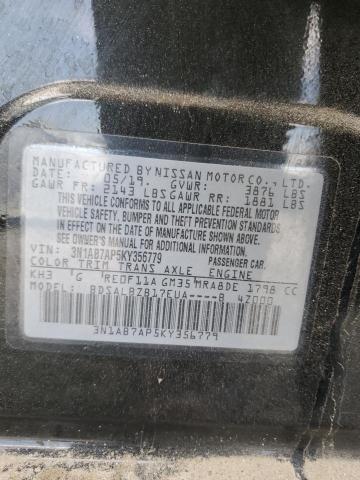 MANUFACTURED BY NISSAN MOTOR CO., LTD.
DATE: 05/19. GVWR: 3876 LBS
GAWR FR: 2143 LBS GAWR RR: 1881 LBS
THIS VEHICLE CONFORMS TO ALL APPLICABLE FEDERAL MOTOR
VEHICLE SAFETY, BUMPER AND THEFT PREVENTION STANDARDS
IN EFFECT ON THE DATE OF MANUFACTURE SHOWN ABOVE.
SEE OWNER'S MANUAL FOR ADDITIONAL INFORMATION.
VIN: 3N1AB7AP5KY356779 PASSENGER CAR.
COLOR TRIM TRANS AXLE ENGINE
KH3 G RE0F11A GM35 MRA8DE 1798 CC
MODEL: BDSALBZB17EUA----B 4Z000
3N1AB7AP5KY356779